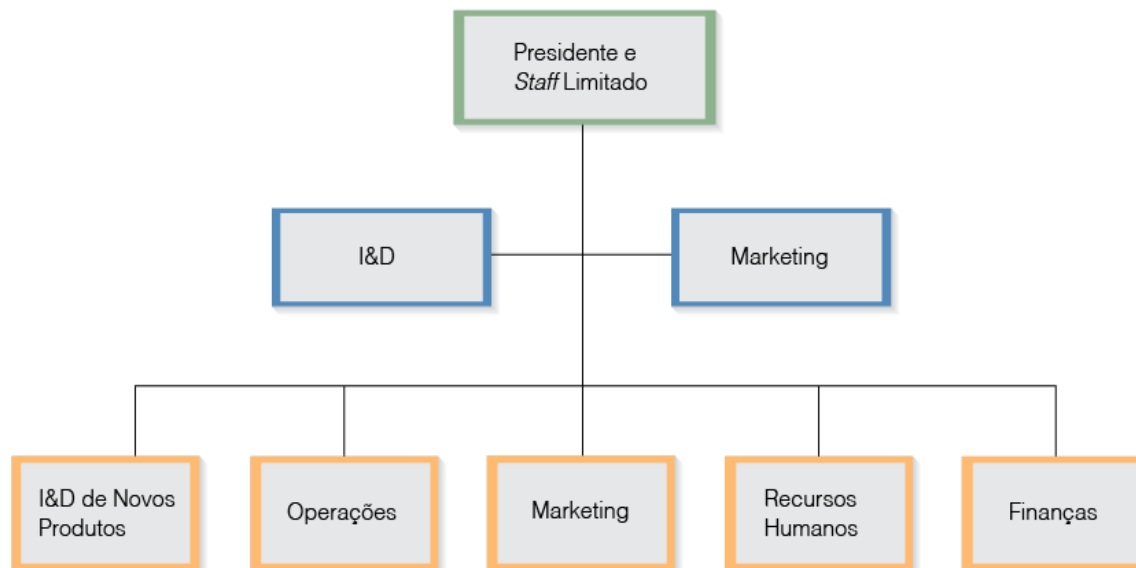 Presidente e
Staff Limitado
I&D
Marketing
I&D de Novos
Produtos
Operações
Marketing
Recursos
Humanos
Finanças